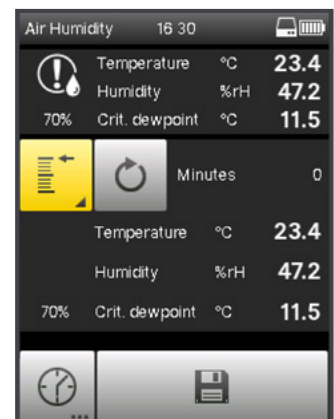 Air Humidity 16 30
Temperature °C 23.4
Humidity %rH 47.2
70% Crit. dewpoint °C 11.5
Minutes 0
Temperature °C 23.4
Humidity %rH 47.2
70% Crit. dewpoint °C 11.5